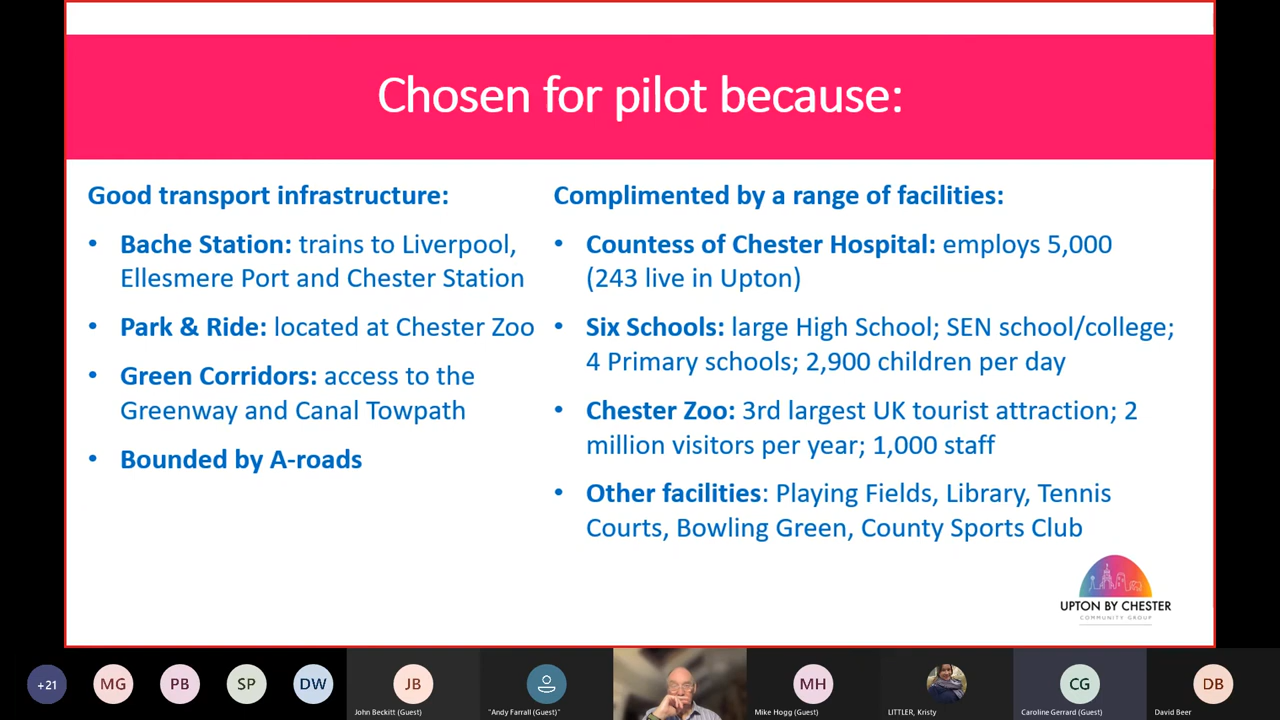 Chosen for pilot because:
Good transport infrastructure:
• Bache Station: trains to Liverpool,
Ellesmere Port and Chester Station
• Park & Ride: located at Chester Zoo
• Green Corridors: access to the
Greenway and Canal Towpath
• Bounded by A-roads
Complimented by a range of facilities:
• Countess of Chester Hospital: employs 5,000
(243 live in Upton)
• Six Schools: large High School; SEN school/college;
4 Primary schools; 2,900 children per day
• Chester Zoo: 3rd largest UK tourist attraction; 2
million visitors per year; 1,000 staff
• Other facilities: Playing Fields, Library, Tennis
Courts, Bowling Green, County Sports Club
UPTON BY CHESTER
COMMUNITY GROUP
+21
MG
PB
SP
DW
JB
John Beckitt (Guest)
"Andy Farrall (Guest)"
MH
Mike Hogg (Guest)
LITTLER, Kristy
CG
Caroline Gerrard (Guest)
DB
David Beer